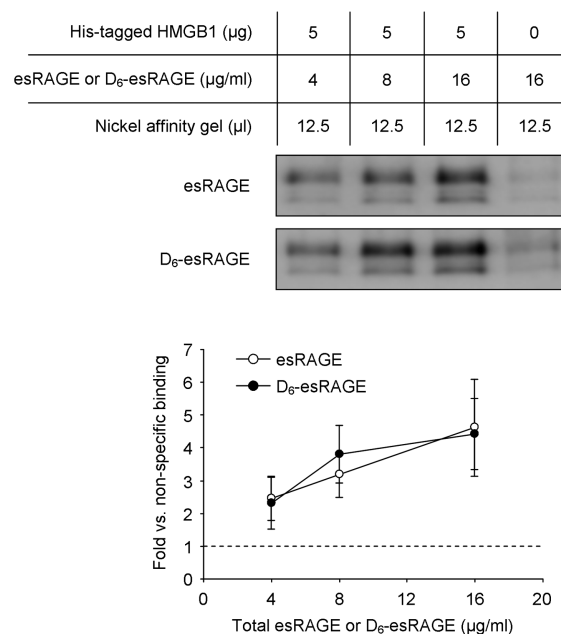 His-tagged HMGB1 (µg) 5 5 5 0
esRAGE or D₆-esRAGE (µg/ml) 4 8 16 16
Nickel affinity gel (µl) 12.5 12.5 12.5 12.5
esRAGE
D₆-esRAGE
7
6
5
4
3
2
1
0
Fold vs. non-specific binding
esRAGE
D₆-esRAGE
0 4 8 12 16 20
Total esRAGE or D₆-esRAGE (µg/ml)